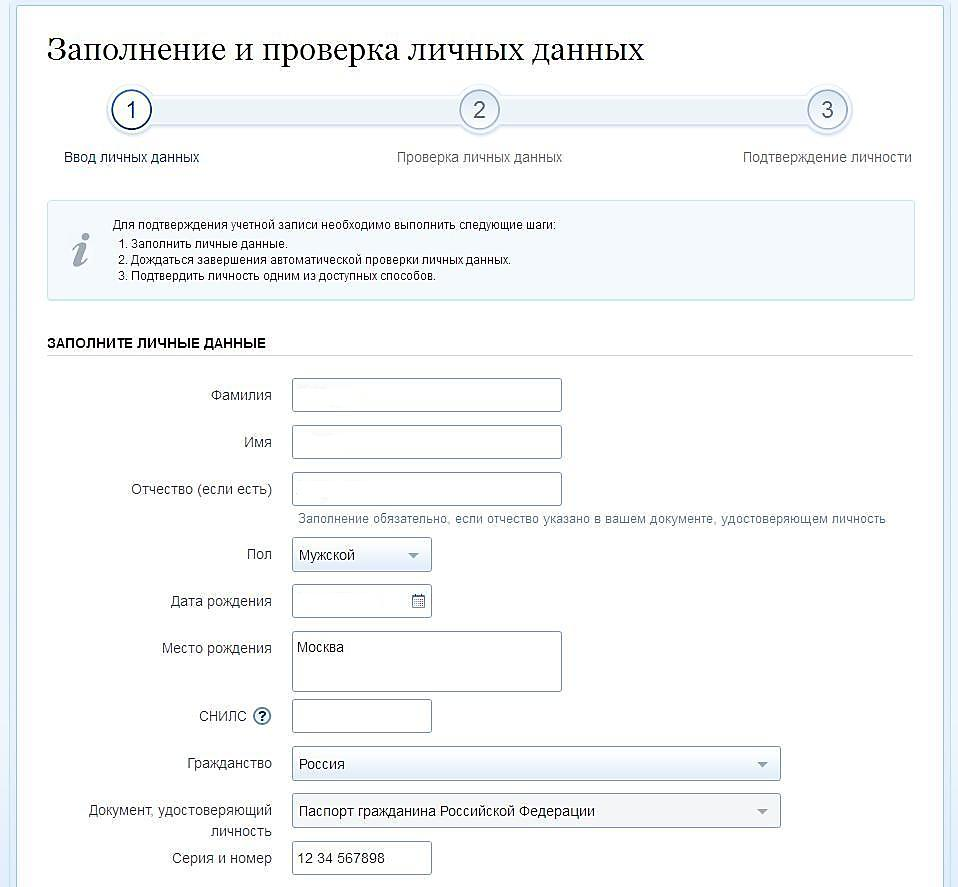 Заполнение и проверка личных данных
1
2
3
Ввод личных данных
Проверка личных данных
Подтверждение личности
i
Для подтверждения учетной записи необходимо выполнить следующие шаги:
1. Заполнить личные данные.
2. Дождаться завершения автоматической проверки личных данных.
3. Подтвердить личность одним из доступных способов.
ЗАПОЛНИТЕ ЛИЧНЫЕ ДАННЫЕ
Фамилия
Имя
Отчество (если есть)
Заполнение обязательно, если отчество указано в вашем документе, удостоверяющем личность
Пол Мужской
Дата рождения
Место рождения Москва
СНИЛС ?
Гражданство Россия
Документ, удостоверяющий Паспорт гражданина Российской Федерации
личность
Серия и номер 12 34 567898